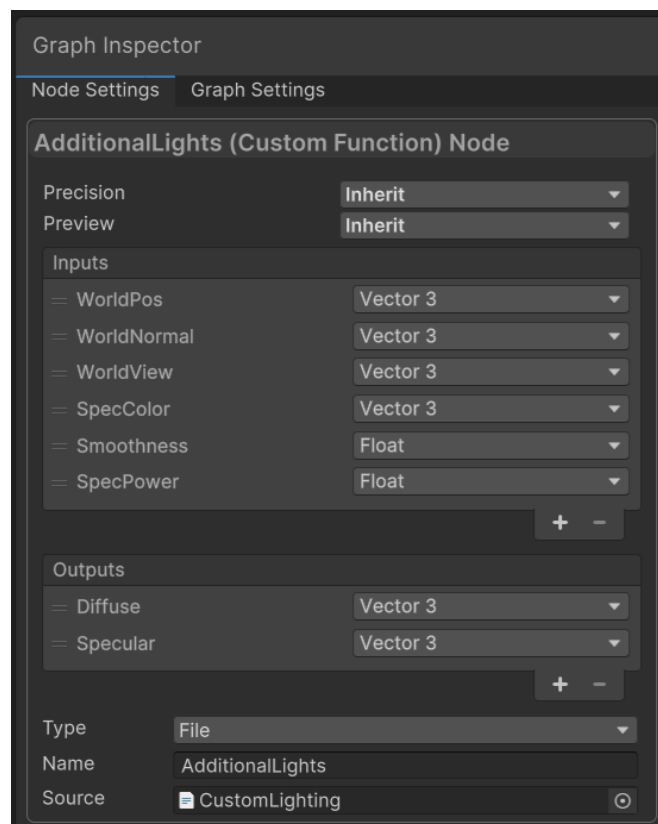 Graph Inspector
Node Settings Graph Settings
AdditionalLights (Custom Function) Node
Precision Inherit
Preview Inherit
Inputs
WorldPos Vector 3
WorldNormal Vector 3
WorldView Vector 3
SpecColor Vector 3
Smoothness Float
SpecPower Float
+ −
Outputs
Diffuse Vector 3
Specular Vector 3
+ −
Type File
Name AdditionalLights
Source CustomLighting